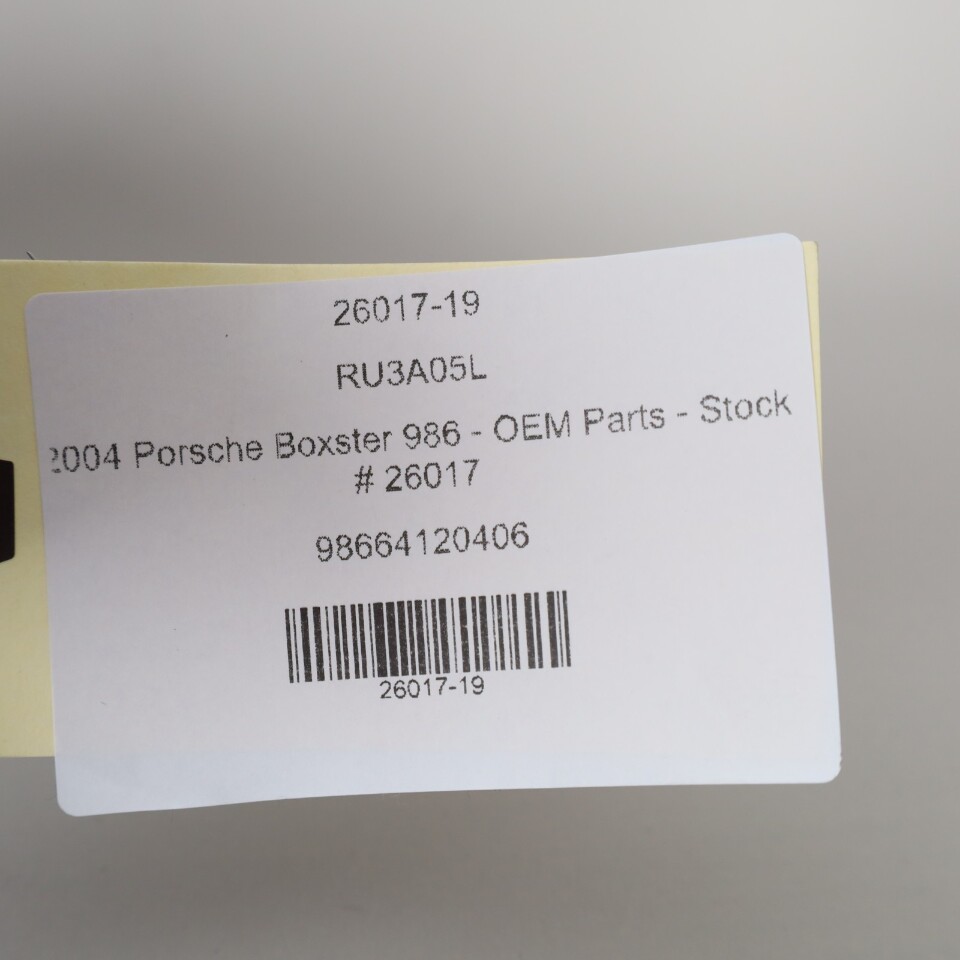 26017-19
RU3A05L
2004 Porsche Boxster 986 - OEM Parts - Stock
# 26017
98664120406
26017-19